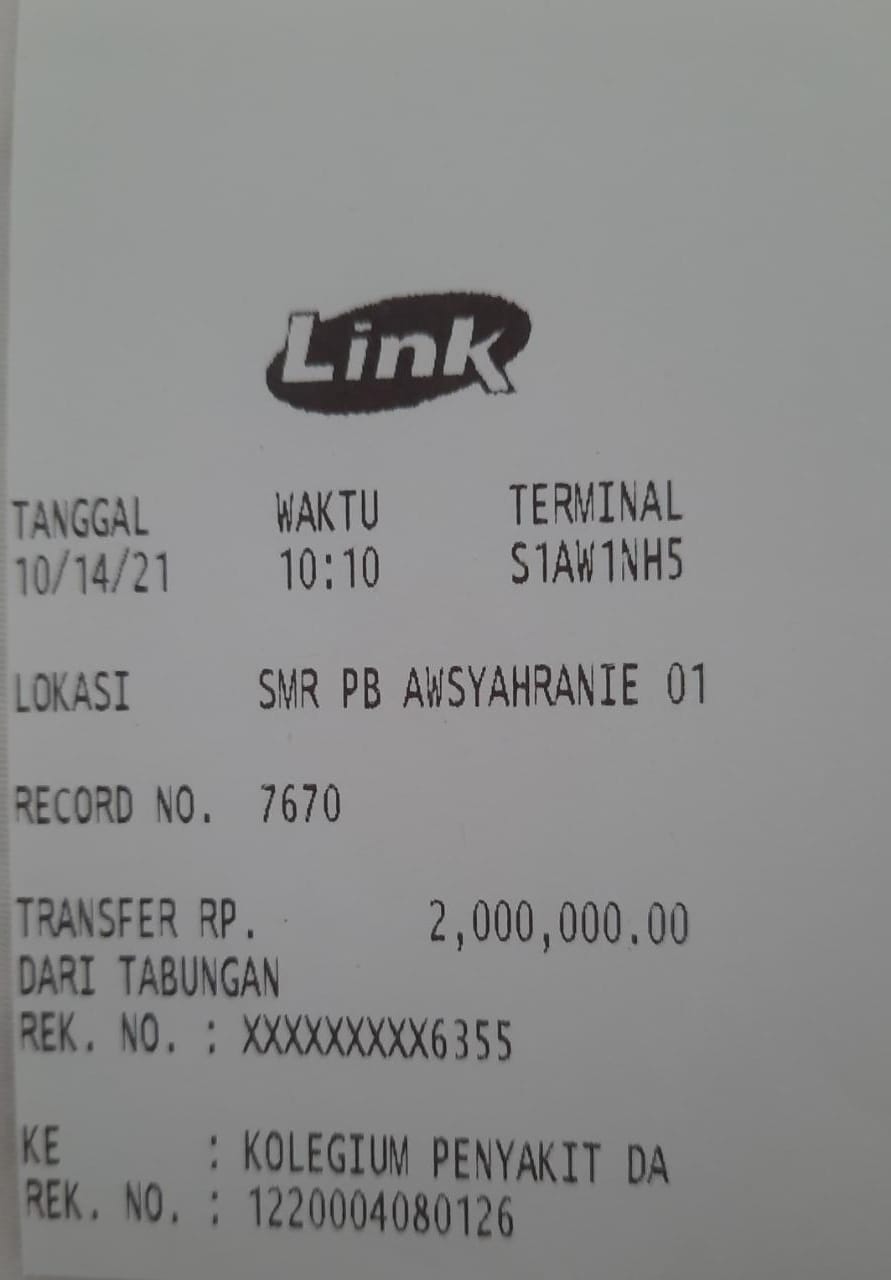 Link
TANGGAL WAKTU TERMINAL
10/14/21 10:10 S1AW1NH5
LOKASI SMR PB AWSYAHRANIE 01
RECORD NO. 7670
TRANSFER RP. 2,000,000.00
DARI TABUNGAN
REK. NO. : XXXXXXXXX6355
KE : KOLEGIUM PENYAKIT DA
REK. NO. : 1220004080126